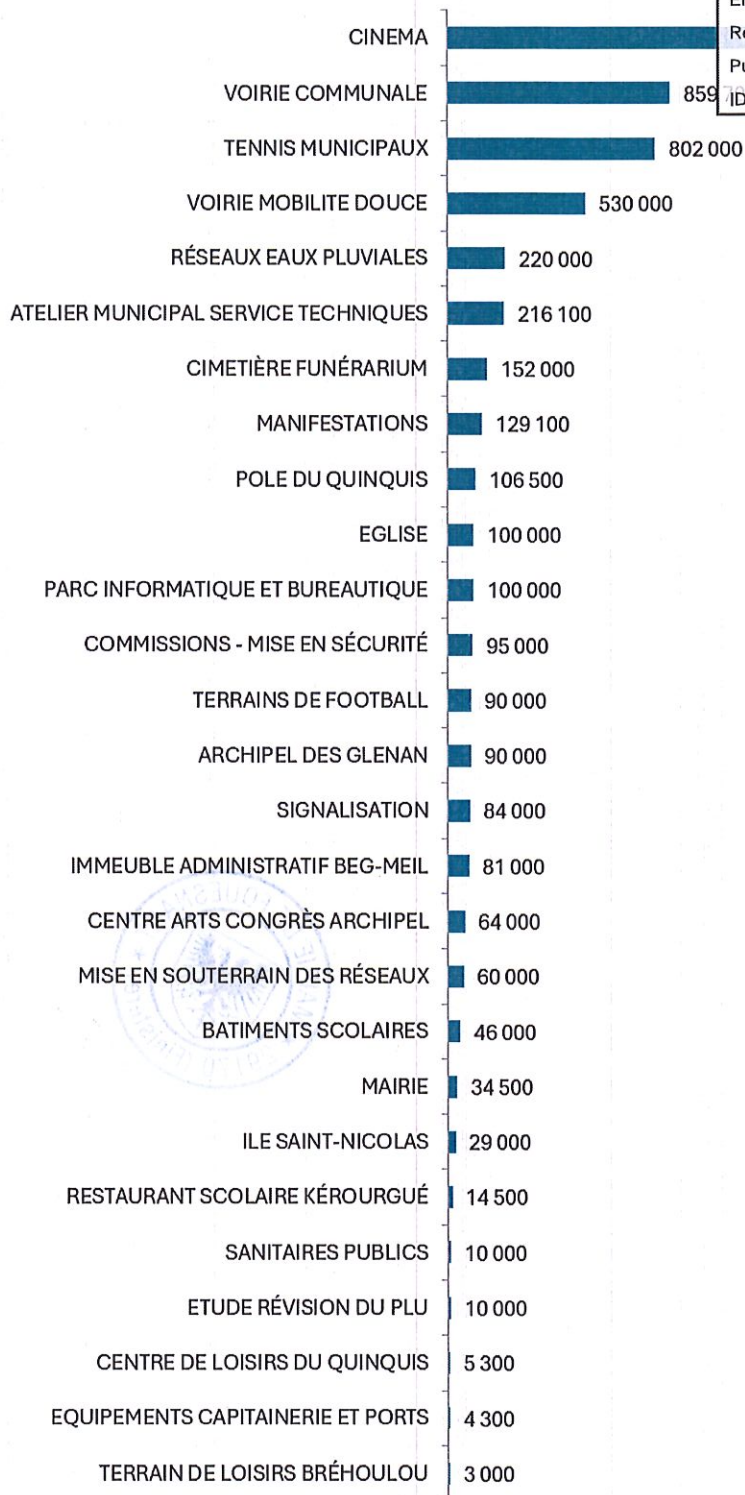 CINEMA
VOIRIE COMMUNALE 859
TENNIS MUNICIPAUX 802 000
VOIRIE MOBILITE DOUCE 530 000
RÉSEAUX EAUX PLUVIALES 220 000
ATELIER MUNICIPAL SERVICE TECHNIQUES 216 100
CIMETIÈRE FUNÉRARIUM 152 000
MANIFESTATIONS 129 100
POLE DU QUINQUIS 106 500
EGLISE 100 000
PARC INFORMATIQUE ET BUREAUTIQUE 100 000
COMMISSIONS - MISE EN SÉCURITÉ 95 000
TERRAINS DE FOOTBALL 90 000
ARCHIPEL DES GLENAN 90 000
SIGNALISATION 84 000
IMMEUBLE ADMINISTRATIF BEG-MEIL 81 000
CENTRE ARTS CONGRÈS ARCHIPEL 64 000
MISE EN SOUTERRAIN DES RÉSEAUX 60 000
BATIMENTS SCOLAIRES 46 000
MAIRIE 34 500
ILE SAINT-NICOLAS 29 000
RESTAURANT SCOLAIRE KÉROURGUÉ 14 500
SANITAIRES PUBLICS 10 000
ETUDE RÉVISION DU PLU 10 000
CENTRE DE LOISIRS DU QUINQUIS 5 300
EQUIPEMENTS CAPITAINERIE ET PORTS 4 300
TERRAIN DE LOISIRS BRÉHOULOU 3 000
ID